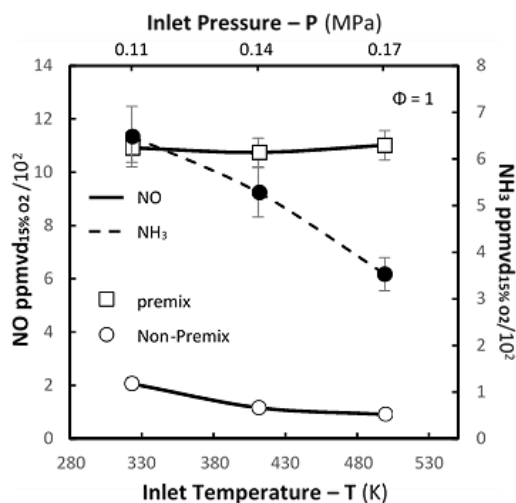 Inlet Pressure – P (MPa)
0.11 0.14 0.17
14 8
Φ = 1
12 7
10 6
NO
8 5
NH₃
6 4
premix
4 3
Non-Premix
2 2
1
0 0
280 330 380 430 480 530
Inlet Temperature – T (K)
NO ppmvd15% O2 /10²
NH₃ ppmvd15% O2/10²